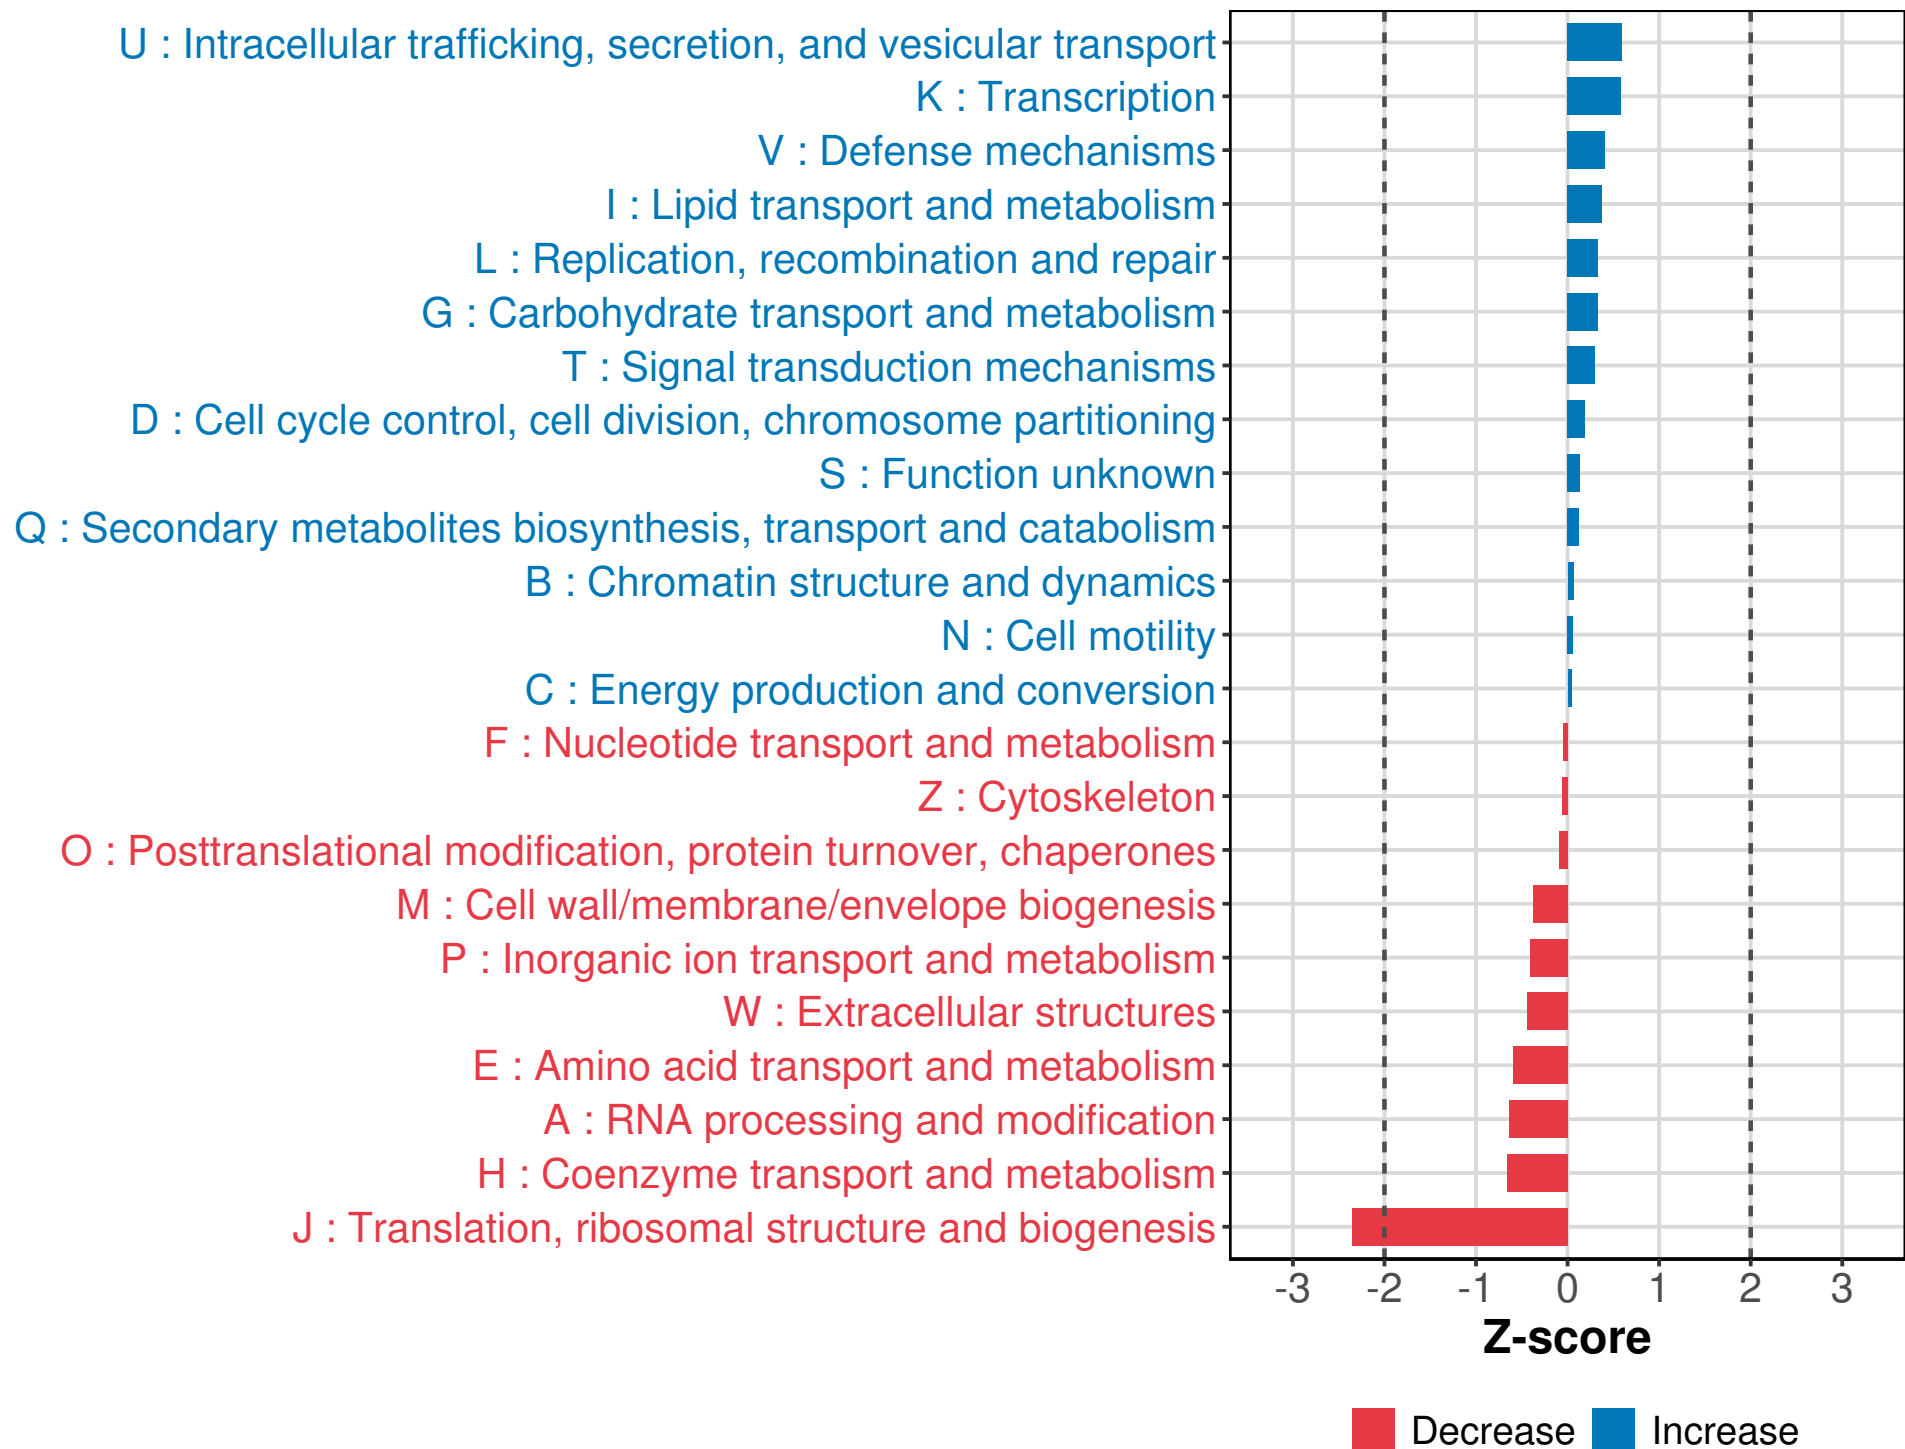 U : Intracellular trafficking, secretion, and vesicular transport
K : Transcription
V : Defense mechanisms
I : Lipid transport and metabolism
L : Replication, recombination and repair
G : Carbohydrate transport and metabolism
T : Signal transduction mechanisms
D : Cell cycle control, cell division, chromosome partitioning
S : Function unknown
Q : Secondary metabolites biosynthesis, transport and catabolism
B : Chromatin structure and dynamics
N : Cell motility
C : Energy production and conversion
F : Nucleotide transport and metabolism
Z : Cytoskeleton
O : Posttranslational modification, protein turnover, chaperones
M : Cell wall/membrane/envelope biogenesis
P : Inorganic ion transport and metabolism
W : Extracellular structures
E : Amino acid transport and metabolism
A : RNA processing and modification
H : Coenzyme transport and metabolism
J : Translation, ribosomal structure and biogenesis
-3 -2 -1 0 1 2 3
Z-score
Decrease Increase